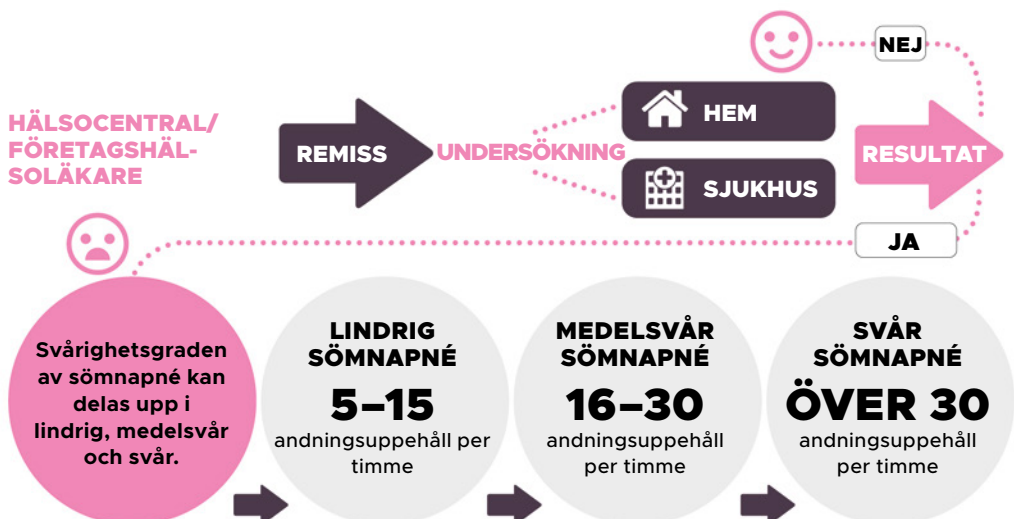 NEJ
HÄLSOCENTRAL/
FÖRETAGSHÄL-
SOLÄKARE
REMISS
UNDERSÖKNING
HEM
SJUKHUS
RESULTAT
JA
Svårighetsgraden
av sömnapné kan
delas upp i
lindrig, medelsvår
och svår.
LINDRIG
SÖMNAPNÉ
5–15
andningsuppehåll per
timme
MEDELSVÅR
SÖMNAPNÉ
16–30
andningsuppehåll
per timme
SVÅR
SÖMNAPNÉ
ÖVER 30
andningsuppehåll
per timme